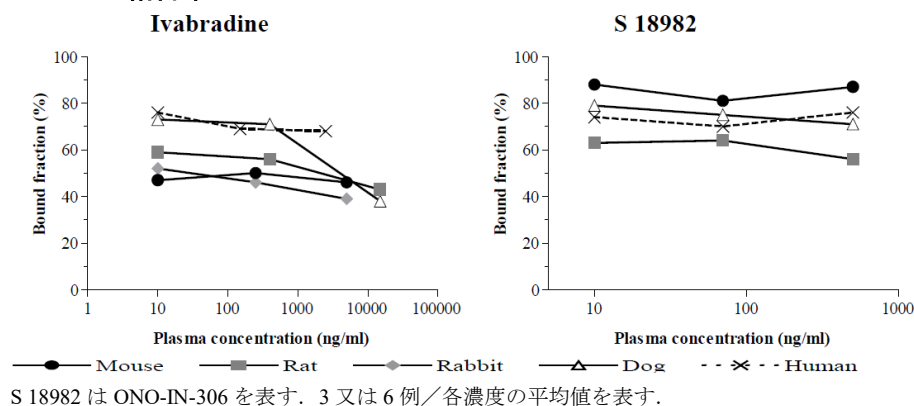 Ivabradine
S 18982
100
80
60
40
20
0
Bound fraction (%)
1
10
100
1000
10000
100000
Plasma concentration (ng/ml)
100
80
60
40
20
0
Bound fraction (%)
10
100
1000
Plasma concentration (ng/ml)
Mouse Rat Rabbit Dog Human
S 18982 は ONO-IN-306 を表す．3 又は 6 例／各濃度の平均値を表す．